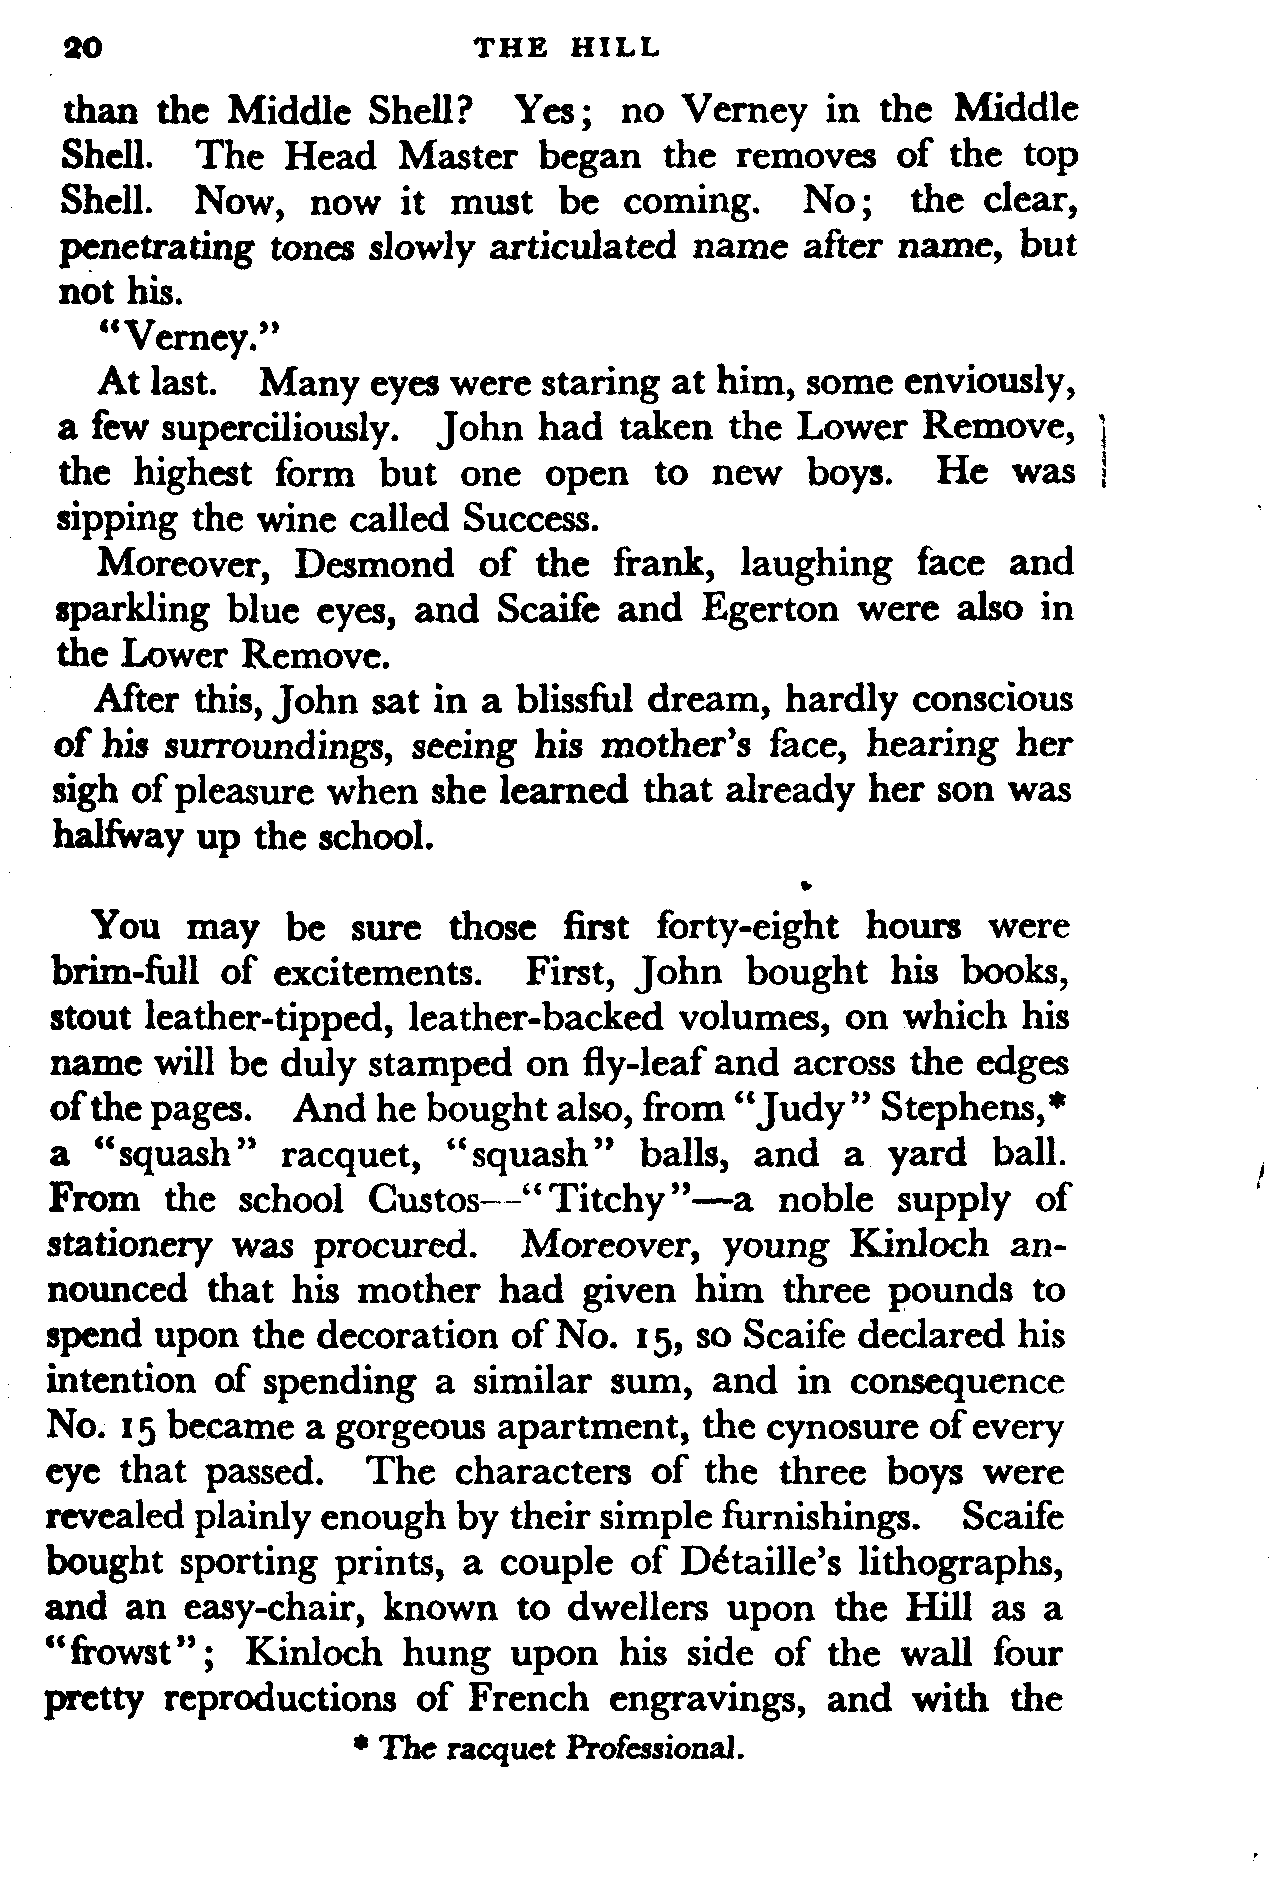 20 THE HILL
than the Middle Shell? Yes; no Verney in the Middle
Shell. The Head Master began the removes of the top
Shell. Now, now it must be coming. No; the clear,
penetrating tones slowly articulated name after name, but
not his.
“Verney.”
At last. Many eyes were staring at him, some enviously,
a few superciliously. John had taken the Lower Remove,
the highest form but one open to new boys. He was
sipping the wine called Success.
Moreover, Desmond of the frank, laughing face and
sparkling blue eyes, and Scaife and Egerton were also in
the Lower Remove.
After this, John sat in a blissful dream, hardly conscious
of his surroundings, seeing his mother’s face, hearing her
sigh of pleasure when she learned that already her son was
halfway up the school.
You may be sure those first forty-eight hours were
brim-full of excitements. First, John bought his books,
stout leather-tipped, leather-backed volumes, on which his
name will be duly stamped on fly-leaf and across the edges
of the pages. And he bought also, from “Judy” Stephens,*
a “squash” racquet, “squash” balls, and a yard ball.
From the school Custos—“Titchy”—a noble supply of
stationery was procured. Moreover, young Kinloch an-
nounced that his mother had given him three pounds to
spend upon the decoration of No. 15, so Scaife declared his
intention of spending a similar sum, and in consequence
No. 15 became a gorgeous apartment, the cynosure of every
eye that passed. The characters of the three boys were
revealed plainly enough by their simple furnishings. Scaife
bought sporting prints, a couple of Détaille’s lithographs,
and an easy-chair, known to dwellers upon the Hill as a
“frowst”; Kinloch hung upon his side of the wall four
pretty reproductions of French engravings, and with the
* The racquet Professional.